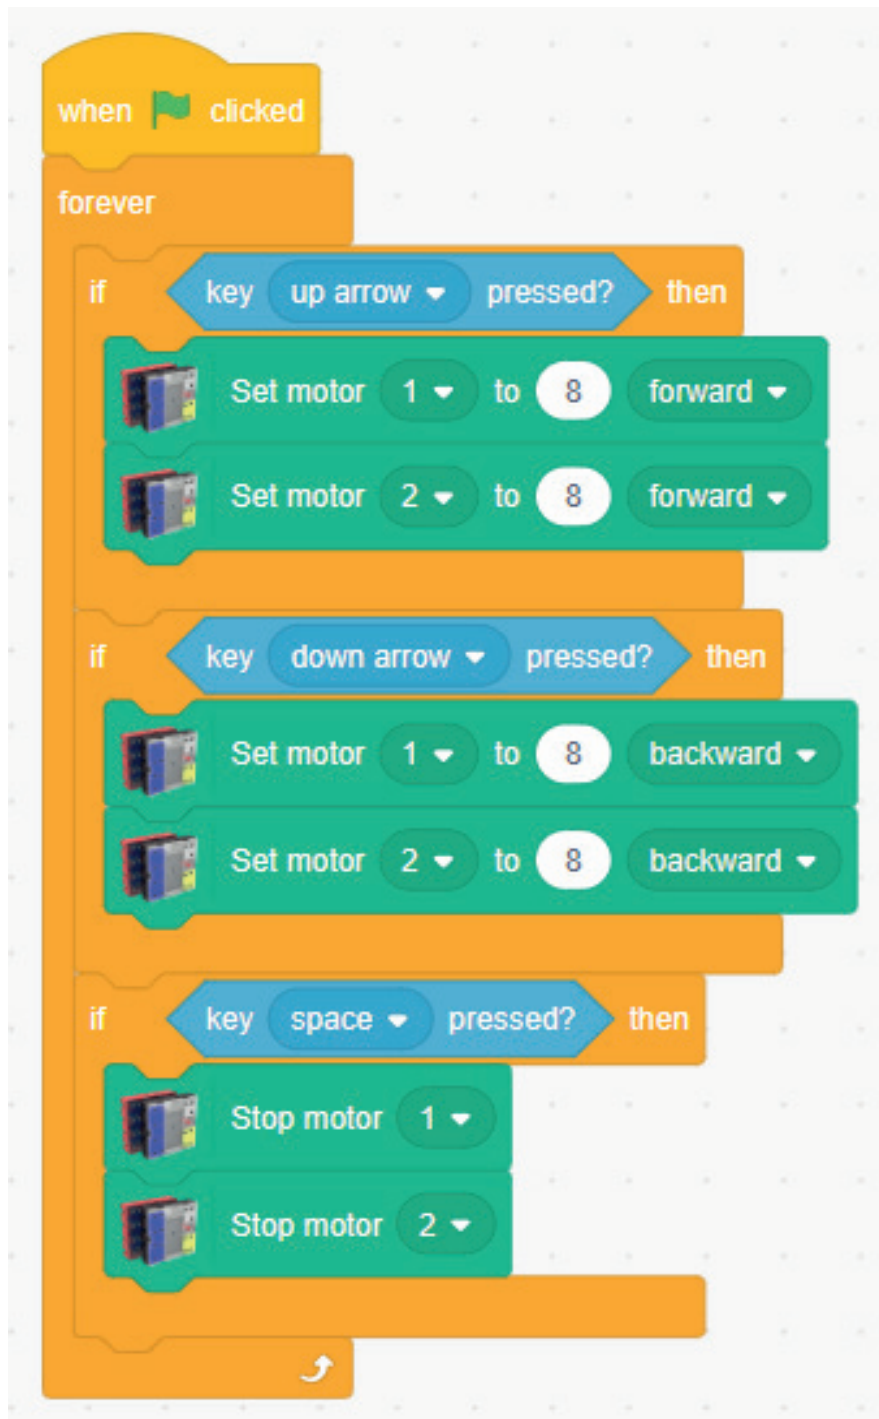 when clicked
forever
if key up arrow pressed? then
Set motor 1 to 8 forward
Set motor 2 to 8 forward
if key down arrow pressed? then
Set motor 1 to 8 backward
Set motor 2 to 8 backward
if key space pressed? then
Stop motor 1
Stop motor 2